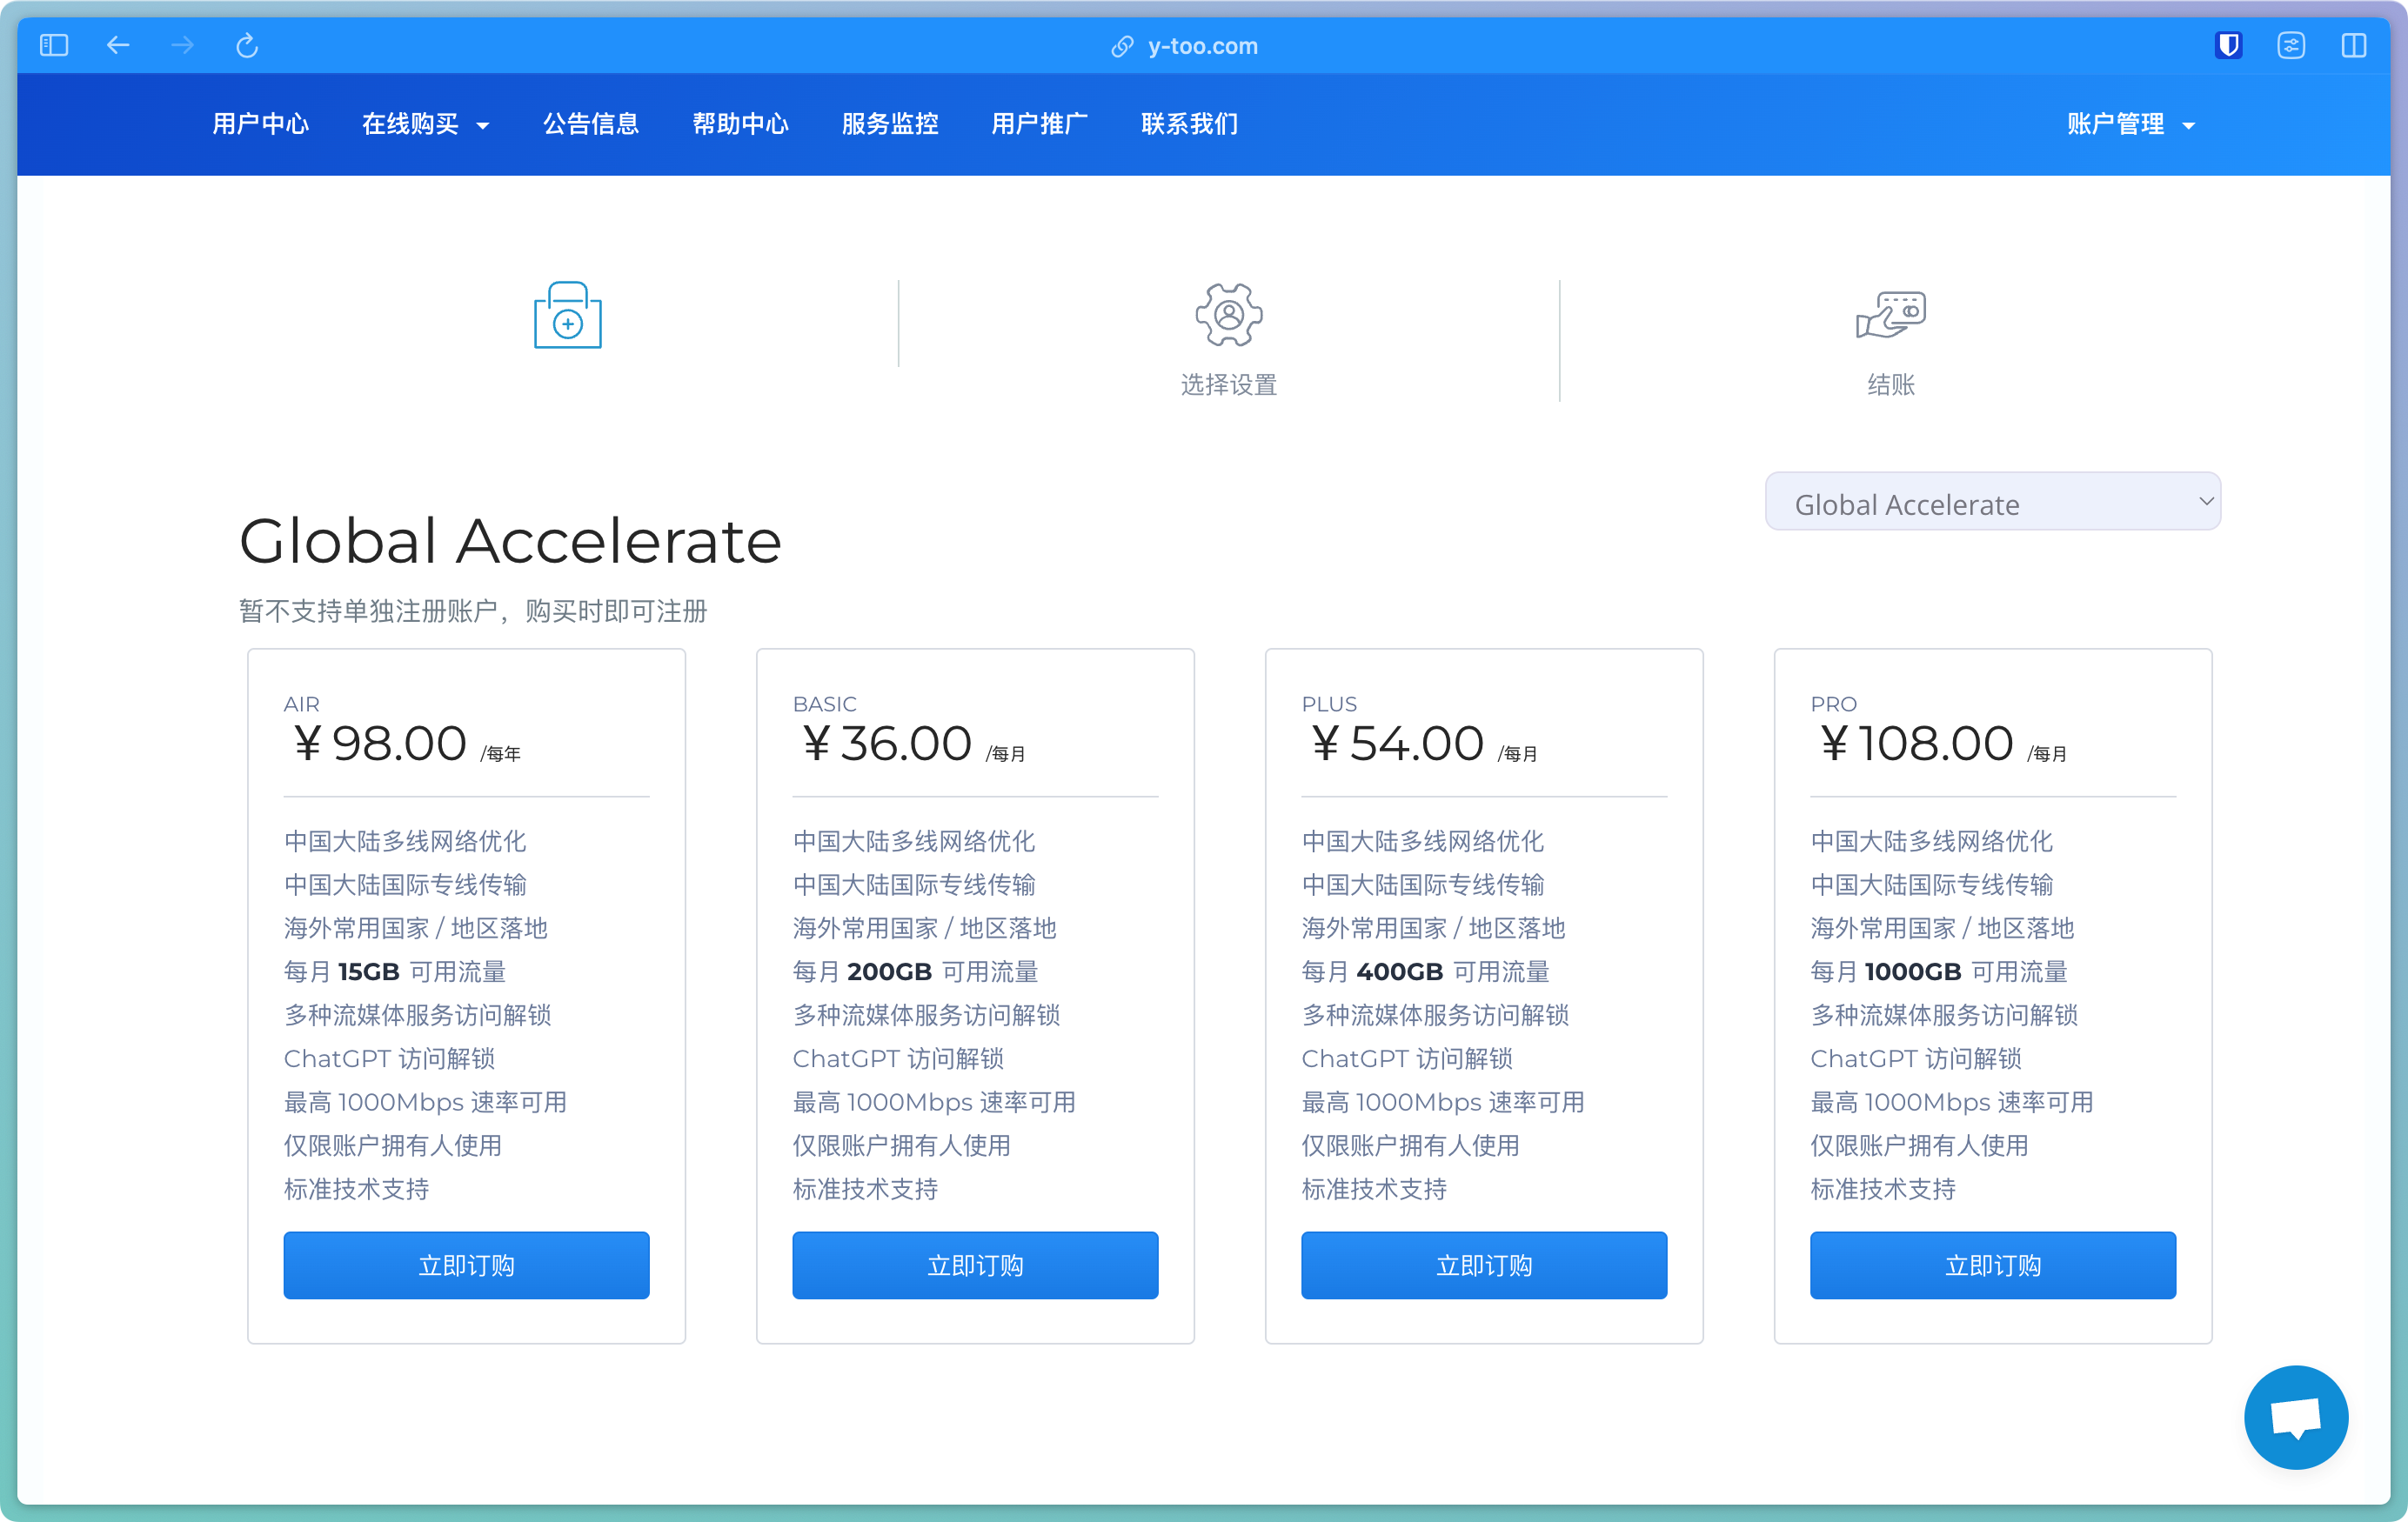 y-too.com
用户中心 在线购买 公告信息 帮助中心 服务监控 用户推广 联系我们 账户管理
选择设置
结账
Global Accelerate
Global Accelerate
暂不支持单独注册账户，购买时即可注册
AIR
¥ 98.00 /每年
中国大陆多线网络优化
中国大陆国际专线传输
海外常用国家 / 地区落地
每月 15GB 可用流量
多种流媒体服务访问解锁
ChatGPT 访问解锁
最高 1000Mbps 速率可用
仅限账户拥有人使用
标准技术支持
立即订购
BASIC
¥ 36.00 /每月
中国大陆多线网络优化
中国大陆国际专线传输
海外常用国家 / 地区落地
每月 200GB 可用流量
多种流媒体服务访问解锁
ChatGPT 访问解锁
最高 1000Mbps 速率可用
仅限账户拥有人使用
标准技术支持
立即订购
PLUS
¥ 54.00 /每月
中国大陆多线网络优化
中国大陆国际专线传输
海外常用国家 / 地区落地
每月 400GB 可用流量
多种流媒体服务访问解锁
ChatGPT 访问解锁
最高 1000Mbps 速率可用
仅限账户拥有人使用
标准技术支持
立即订购
PRO
¥ 108.00 /每月
中国大陆多线网络优化
中国大陆国际专线传输
海外常用国家 / 地区落地
每月 1000GB 可用流量
多种流媒体服务访问解锁
ChatGPT 访问解锁
最高 1000Mbps 速率可用
仅限账户拥有人使用
标准技术支持
立即订购